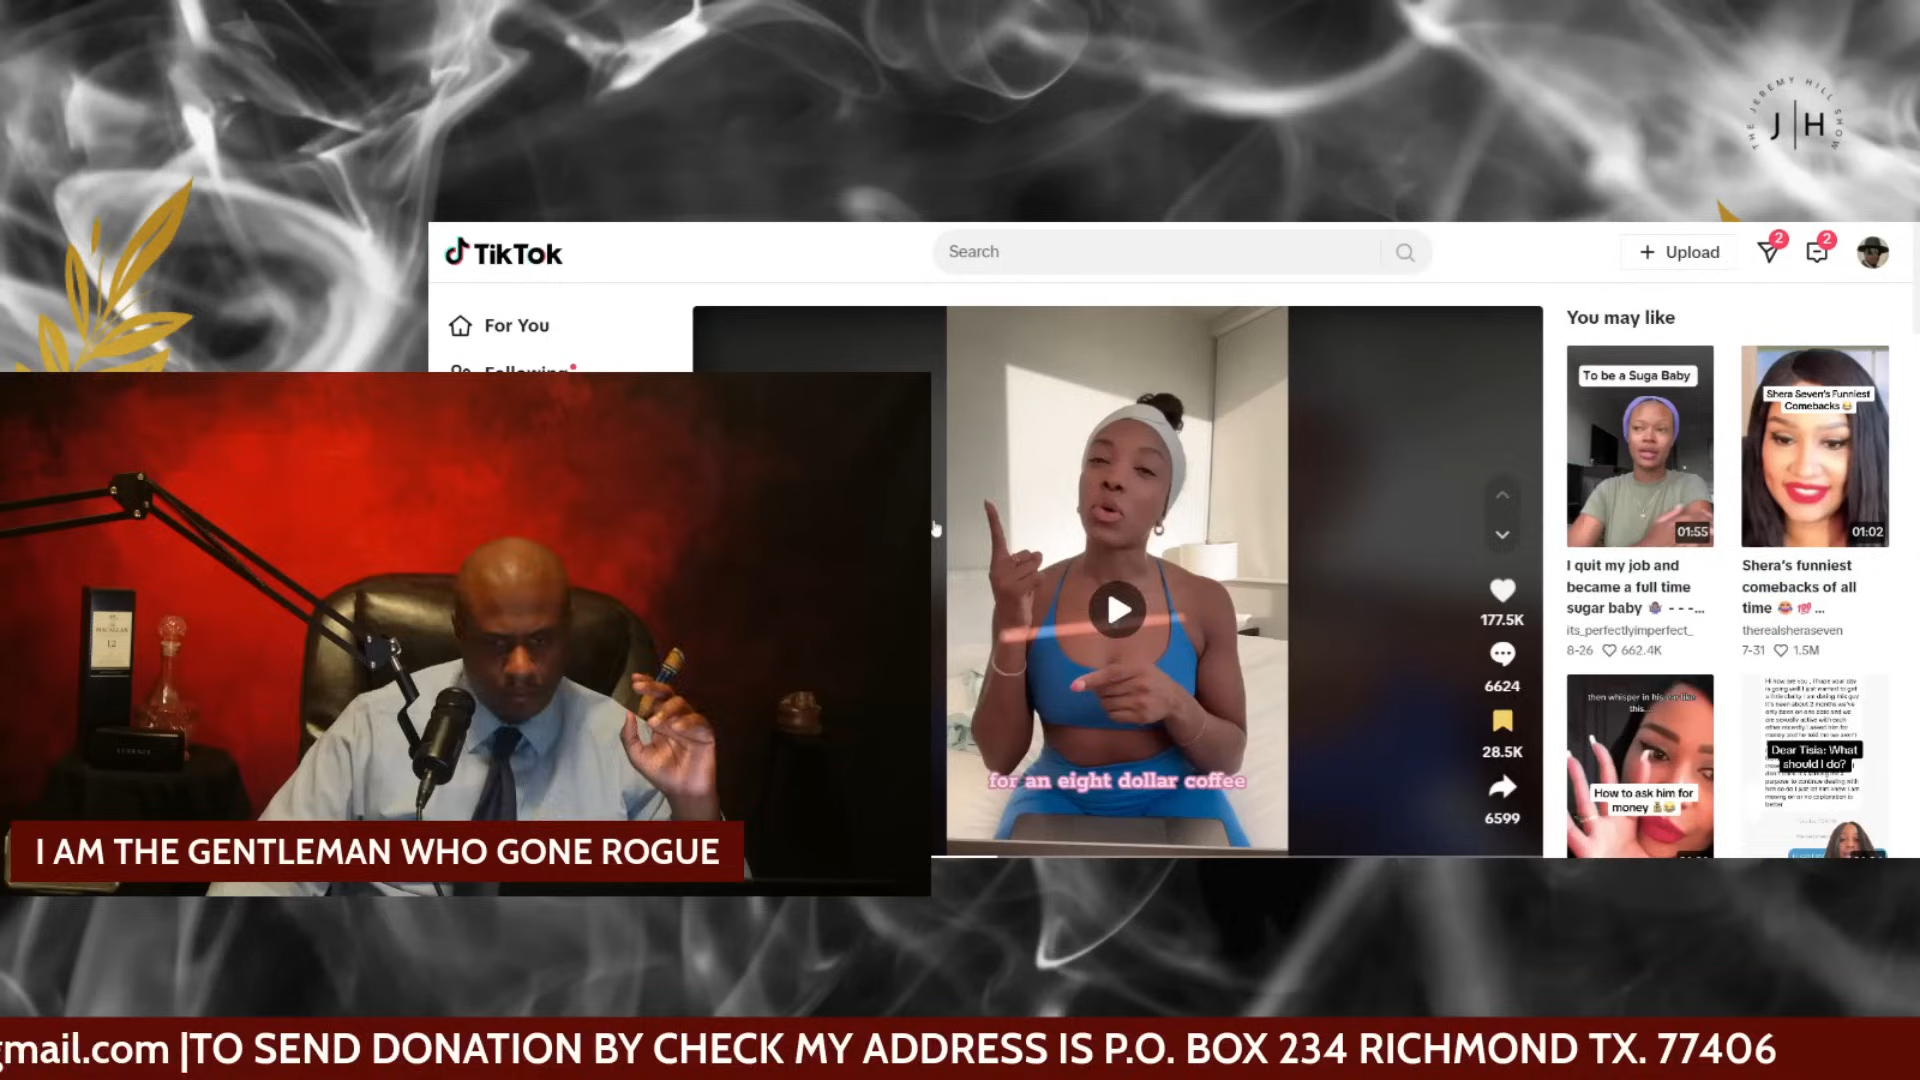 THE JEREMY HILL SHOW
J|H
TikTok
Search
Upload
2
2
For You
Following
You may like
To be a Suga Baby
01:55
Shera Seven's Funniest
Comebacks 😂
01:02
I quit my job and
became a full time
sugar baby 🤷🏾‍♀️ - - -...
its_perfectlyimperfect_
8-26 662.4K
Shera's funniest
comebacks of all
time 😂 💯 ...
therealsheraseven
7-31 1.5M
177.5K
6624
28.5K
6599
for an eight dollar coffee
then whisper in his ear like
this...
How to ask him for
money 💰😂
Dear Tisia: What
should I do?
MACALLAN
12
I AM THE GENTLEMAN WHO GONE ROGUE
gmail.com |TO SEND DONATION BY CHECK MY ADDRESS IS P.O. BOX 234 RICHMOND TX. 77406